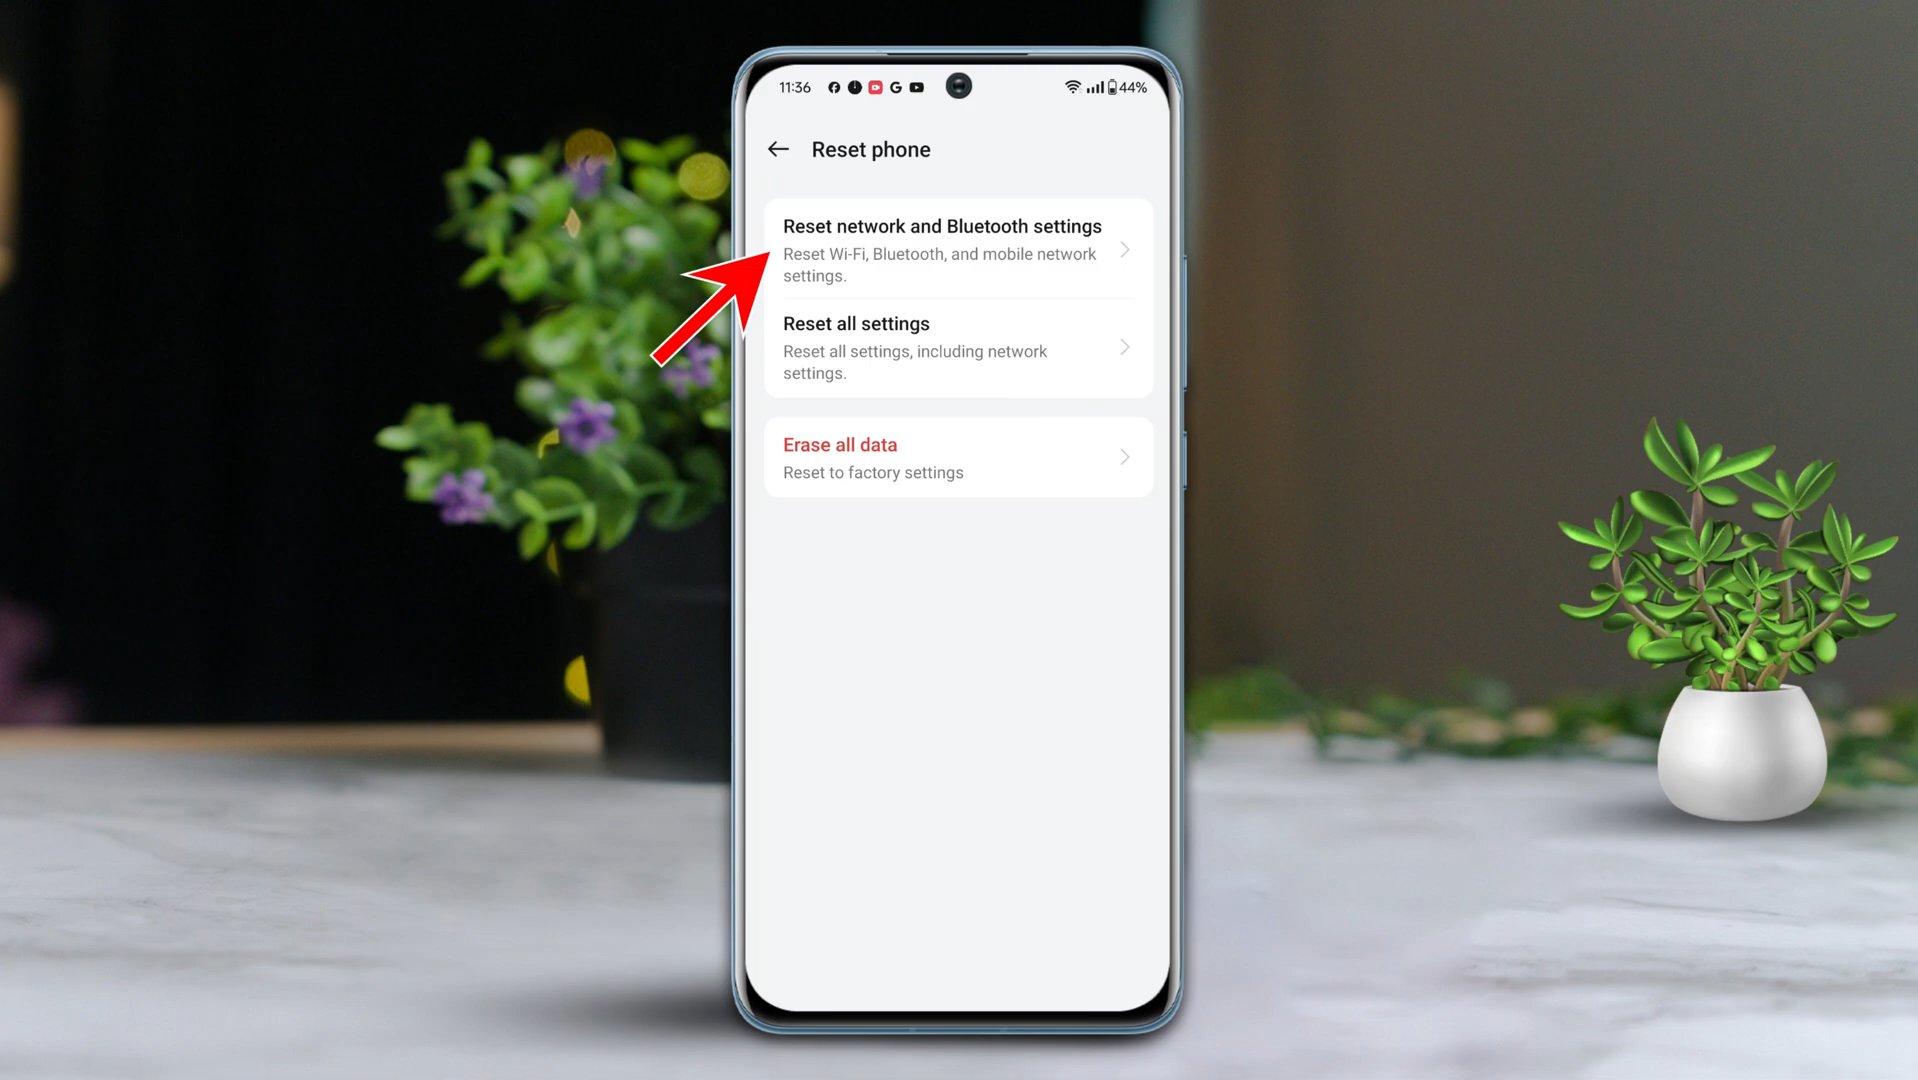 11:36
44%
Reset phone
Reset network and Bluetooth settings
Reset Wi-Fi, Bluetooth, and mobile network
settings.
Reset all settings
Reset all settings, including network
settings.
Erase all data
Reset to factory settings